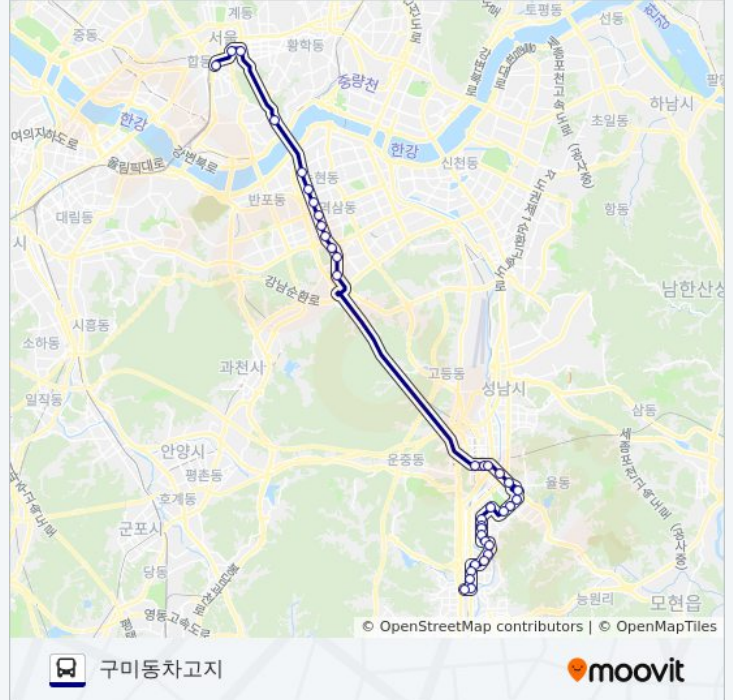 계동
토평동
선동
중동
서울
황학동
합동
중랑천
강변북로
하남시
한강
여의지하도로
초일동
올림픽대로
강변북로
한강
신천동
논현동
반포동
역삼동
항동
대림동
시
강남순환로
남한산성
시흥동
소하동
과천시
고등동
성남시
일직동
삼동
안양시
운중동
평촌동
율동
호계동
군포시
당동
영동고속도로
능원리
모현읍
© OpenStreetMap contributors | © OpenMapTiles
구미동차고지
moovit